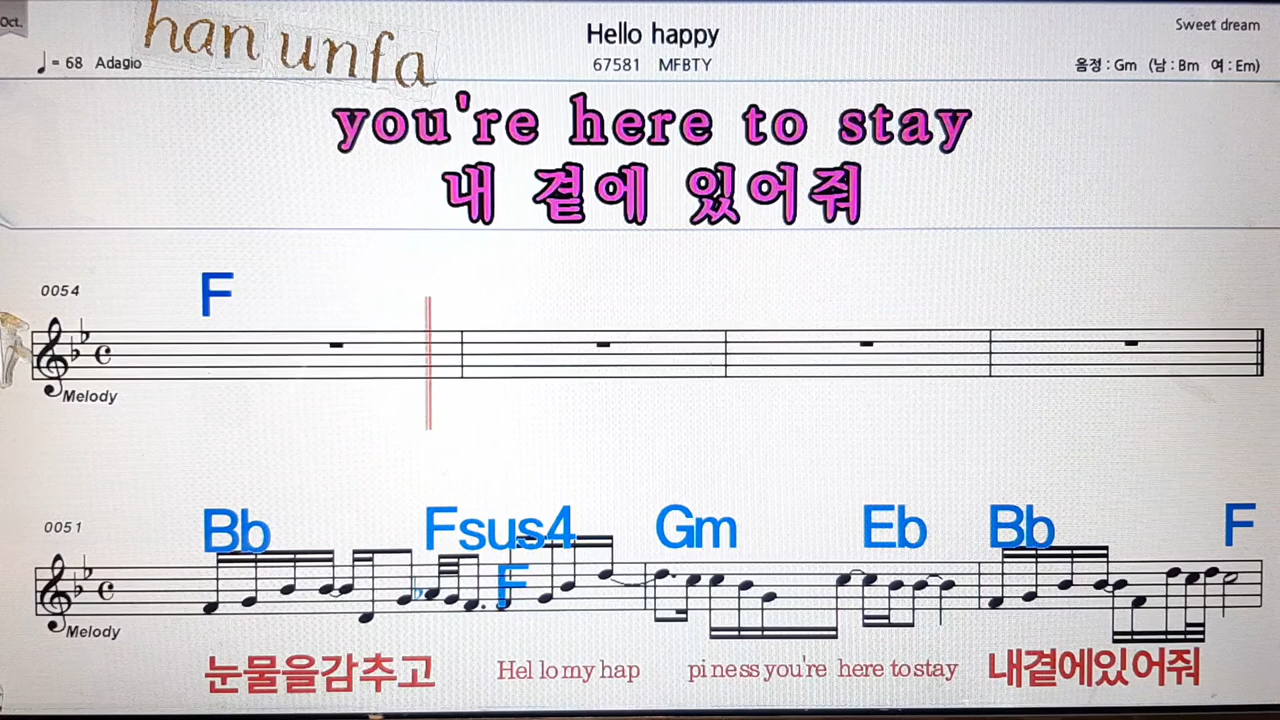 Oct.
han unfa
Hello happy
Sweet dream
♩= 68 Adagio
67581 MFBTY
음정 : Gm (남 : Bm 여 : Em)
you're here to stay
내 곁에 있어줘
0054
F
Melody
0051
Bb Fsus4 Gm Eb Bb F
F
Melody
눈물을감추고 Hel lo my hap pi ness you're here to stay 내곁에있어줘